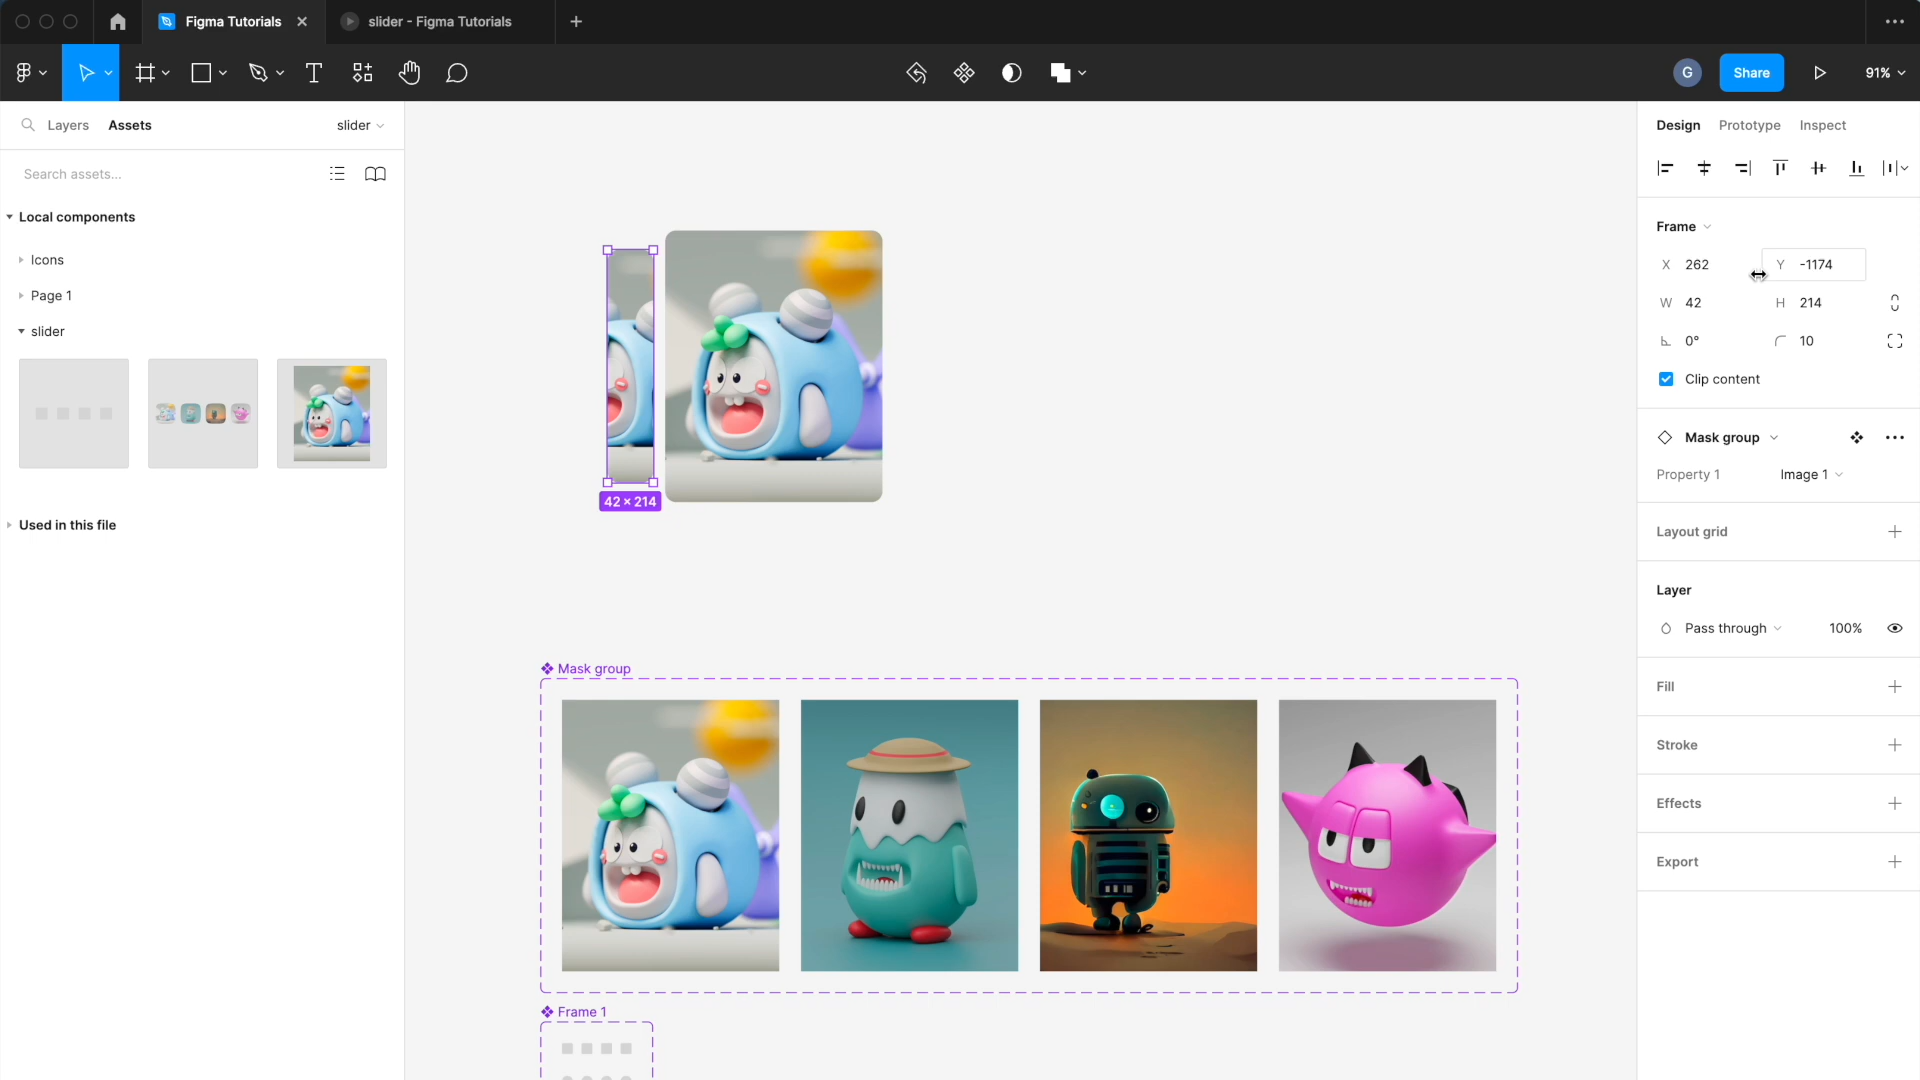 Figma Tutorials
slider - Figma Tutorials
G
Share
91%
Layers
Assets
slider
Search assets...
Local components
Icons
Page 1
slider
Used in this file
42 × 214
Mask group
Frame 1
Design
Prototype
Inspect
Frame
X 262
Y -1174
W 42
H 214
0°
10
Clip content
Mask group
Property 1
Image 1
Layout grid
Layer
Pass through
100%
Fill
Stroke
Effects
Export